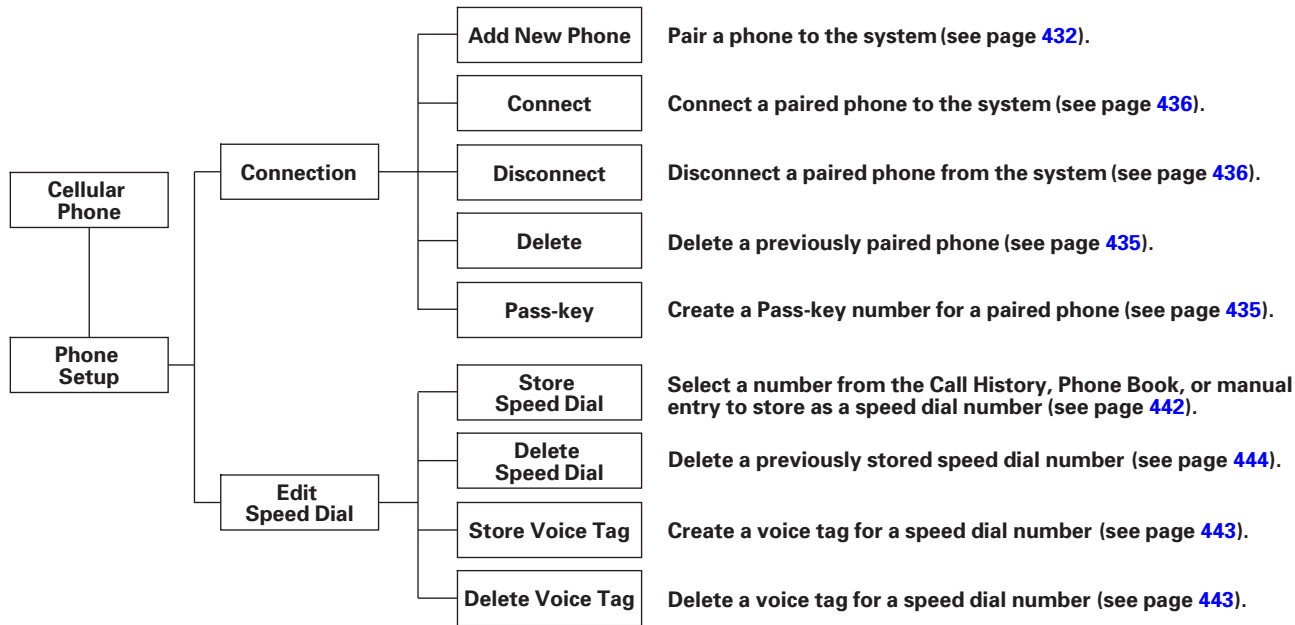 Add New Phone
Pair a phone to the system (see page 432).
Connect
Connect a paired phone to the system (see page 436).
Connection
Disconnect
Disconnect a paired phone from the system (see page 436).
Cellular
Phone
Delete
Delete a previously paired phone (see page 435).
Pass-key
Create a Pass-key number for a paired phone (see page 435).
Phone
Setup
Store
Speed Dial
Select a number from the Call History, Phone Book, or manual
entry to store as a speed dial number (see page 442).
Delete
Speed Dial
Delete a previously stored speed dial number (see page 444).
Edit
Speed Dial
Store Voice Tag
Create a voice tag for a speed dial number (see page 443).
Delete Voice Tag
Delete a voice tag for a speed dial number (see page 443).